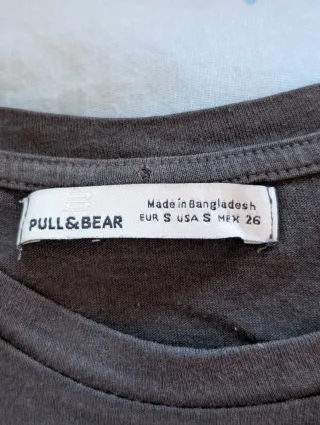 PULL&BEAR
Made in Bangladesh
EUR S USA S MEX 26